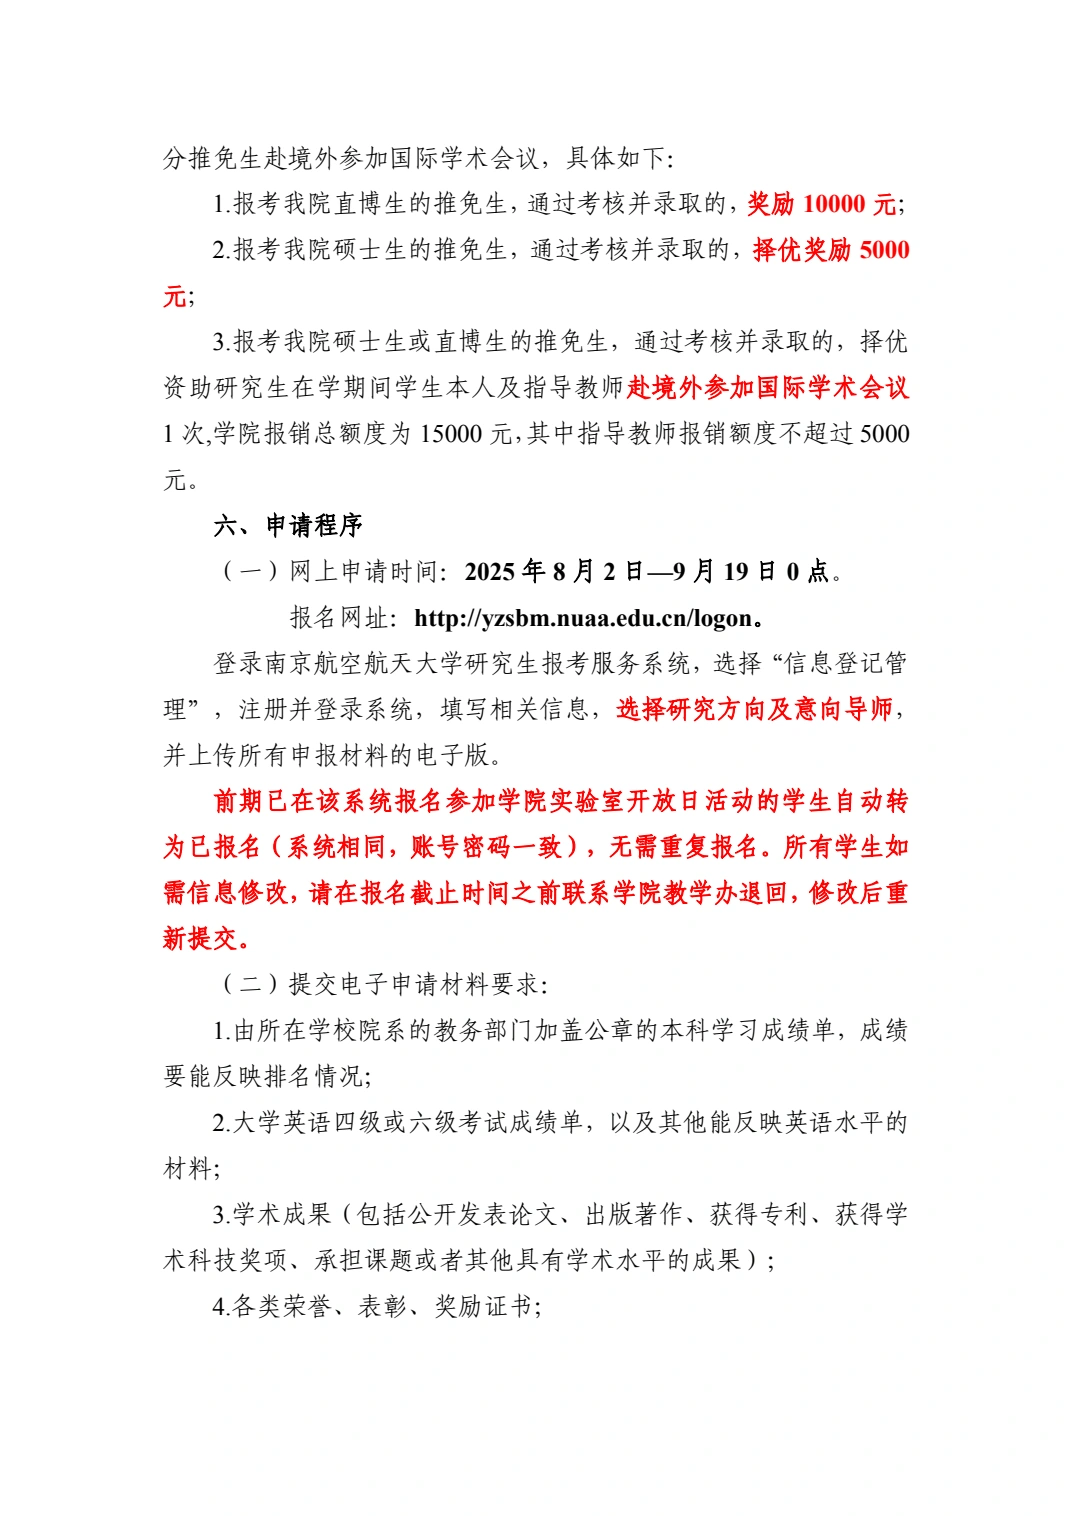 分推免生赴境外参加国际学术会议，具体如下：
1.报考我院直博生的推免生，通过考核并录取的，奖励 10000 元；
2.报考我院硕士生的推免生，通过考核并录取的，择优奖励 5000
元；
3.报考我院硕士生或直博生的推免生，通过考核并录取的，择优
资助研究生在学期间学生本人及指导教师赴境外参加国际学术会议
1 次,学院报销总额度为 15000 元，其中指导教师报销额度不超过 5000
元。
六、申请程序
（一）网上申请时间：2025 年 8 月 2 日—9 月 19 日 0 点。
报名网址：http://yzsbm.nuaa.edu.cn/logon。
登录南京航空航天大学研究生报考服务系统，选择“信息登记管
理”，注册并登录系统，填写相关信息，选择研究方向及意向导师，
并上传所有申报材料的电子版。
前期已在该系统报名参加学院实验室开放日活动的学生自动转
为已报名（系统相同，账号密码一致），无需重复报名。所有学生如
需信息修改，请在报名截止时间之前联系学院教学办退回，修改后重
新提交。
（二）提交电子申请材料要求：
1.由所在学校院系的教务部门加盖公章的本科学习成绩单，成绩
要能反映排名情况；
2.大学英语四级或六级考试成绩单，以及其他能反映英语水平的
材料；
3.学术成果（包括公开发表论文、出版著作、获得专利、获得学
术科技奖项、承担课题或者其他具有学术水平的成果）；
4.各类荣誉、表彰、奖励证书；